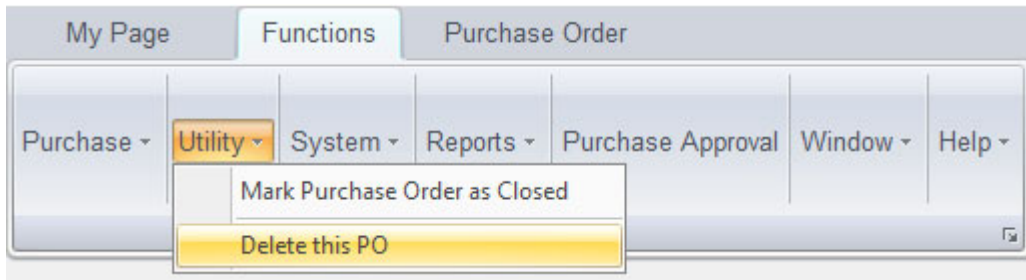 My Page Functions Purchase Order
Purchase Utility System Reports Purchase Approval Window Help
Mark Purchase Order as Closed
Delete this PO